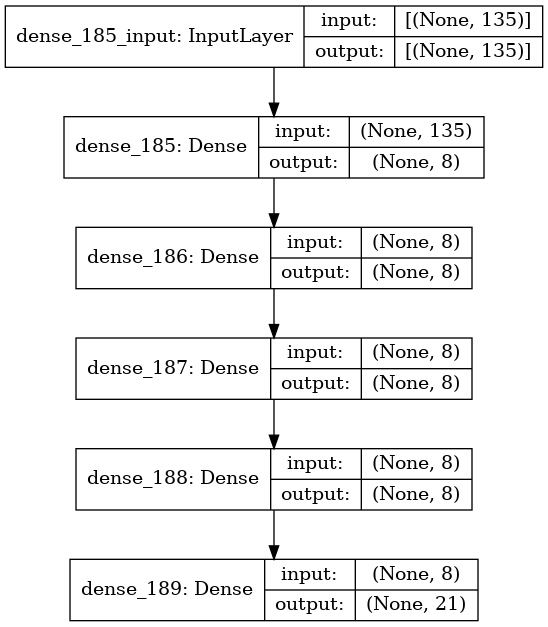 dense_185_input: InputLayer
input: [(None, 135)]
output: [(None, 135)]
dense_185: Dense
input: (None, 135)
output: (None, 8)
dense_186: Dense
input: (None, 8)
output: (None, 8)
dense_187: Dense
input: (None, 8)
output: (None, 8)
dense_188: Dense
input: (None, 8)
output: (None, 8)
dense_189: Dense
input: (None, 8)
output: (None, 21)